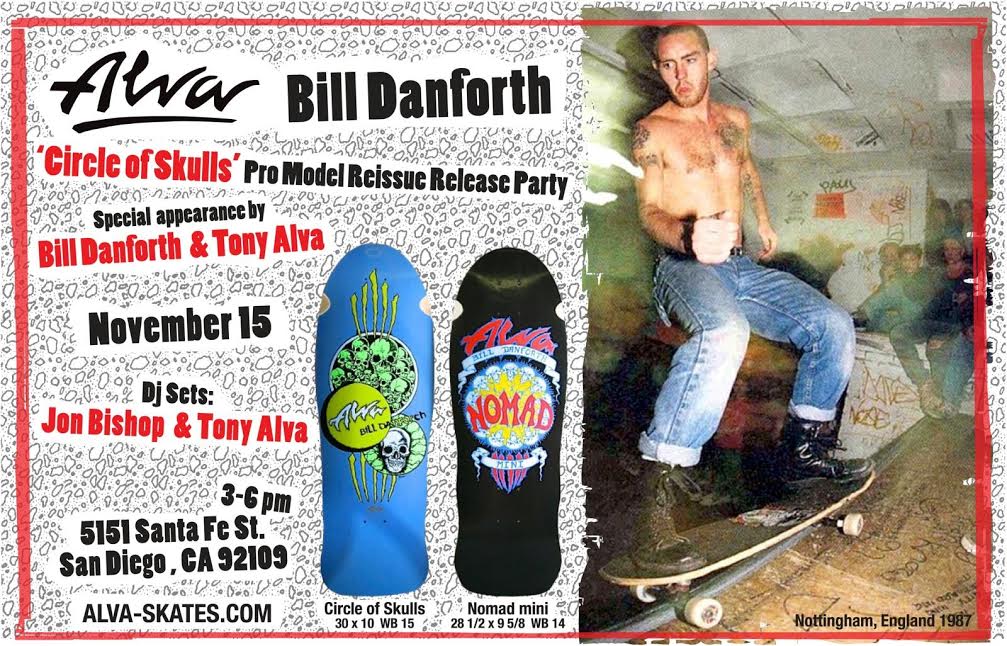 Alva
Bill Danforth
'Circle of Skulls' Pro Model Reissue Release Party
Special appearance by
Bill Danforth & Tony Alva
November 15
Dj Sets:
Jon Bishop & Tony Alva
3-6 pm
5151 Santa Fe St.
San Diego , CA 92109
ALVA-SKATES.COM
Alva
BILL DANFORTH
Circle of Skulls
30 x 10 WB 15
Alva
BILL DANFORTH
NOMAD
MINI
Nomad mini
28 1/2 x 9 5/8 WB 14
Nottingham, England 1987